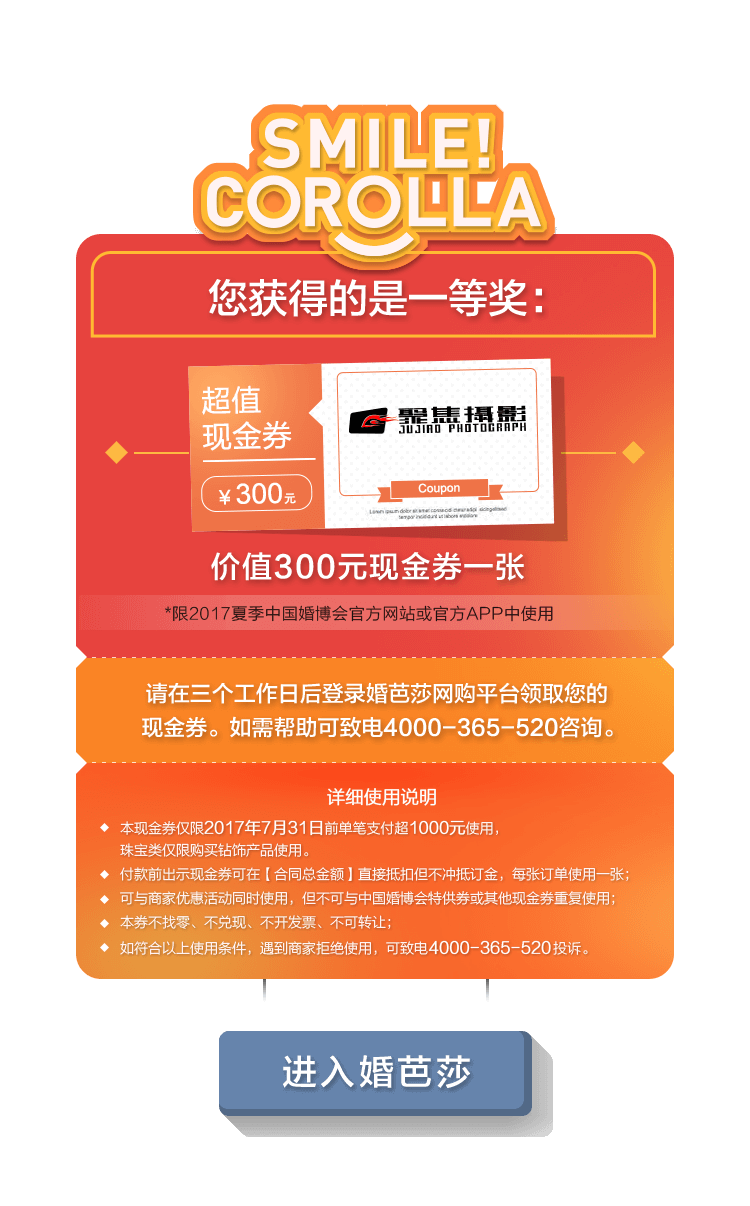 SMILE!
COROLLA
您获得的是一等奖：
超值
现金券
￥300元
聚焦攝影
JUJIAO PHOTOGRAPH
Coupon
价值300元现金券一张
*限2017夏季中国婚博会官方网站或官方APP中使用
请在三个工作日后登录婚芭莎网购平台领取您的
现金券。如需帮助可致电4000-365-520咨询。
详细使用说明
本现金券仅限2017年7月31日前单笔支付超1000元使用，
珠宝类仅限购买钻饰产品使用。
付款前出示现金券可在【合同总金额】直接抵扣但不冲抵订金，每张订单使用一张；
可与商家优惠活动同时使用，但不可与中国婚博会特供券或其他现金券重复使用；
本券不找零、不兑现、不开发票、不可转让；
如符合以上使用条件，遇到商家拒绝使用，可致电4000-365-520投诉。
进入婚芭莎